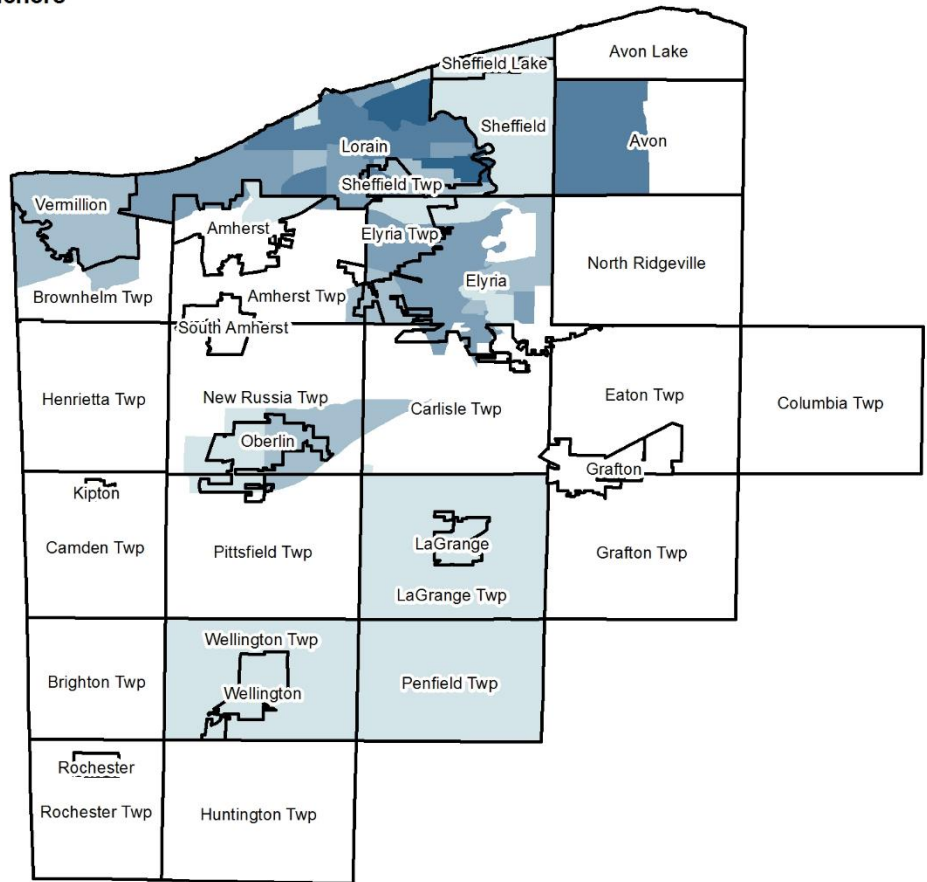 Avon Lake
Sheffield Lake
Sheffield
Avon
Lorain
Sheffield Twp
Vermillion
Amherst
Elyria Twp
Elyria
North Ridgeville
Brownhelm Twp
Amherst Twp
South Amherst
Henrietta Twp
New Russia Twp
Carlisle Twp
Eaton Twp
Columbia Twp
Oberlin
Grafton
Kipton
Camden Twp
Pittsfield Twp
LaGrange
Grafton Twp
LaGrange Twp
Wellington Twp
Brighton Twp
Wellington
Penfield Twp
Rochester
Rochester Twp
Huntington Twp